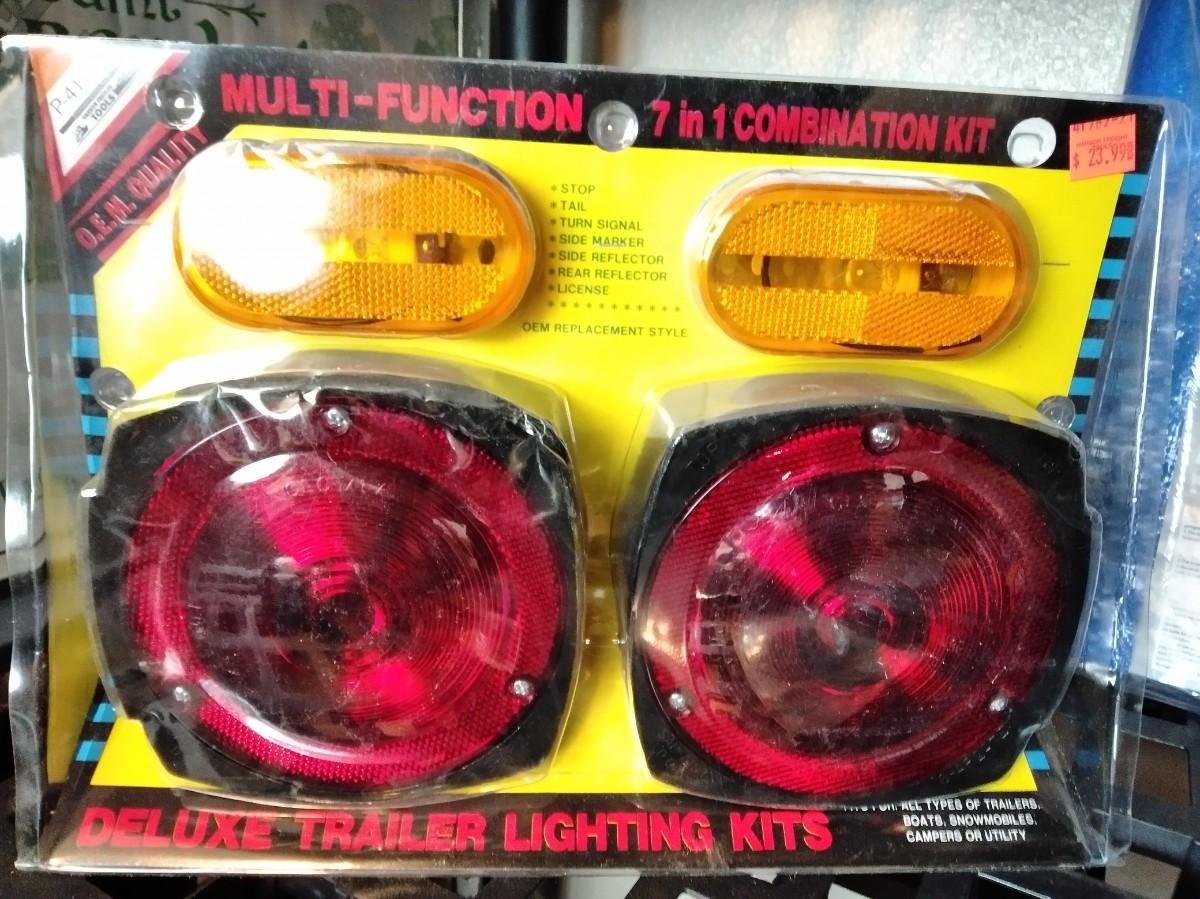 P-41
TOOLS
O.E.M. QUALITY
MULTI-FUNCTION 7 in 1 COMBINATION KIT
$ 23.99
* STOP
* TAIL
* TURN SIGNAL
* SIDE MARKER
* SIDE REFLECTOR
* REAR REFLECTOR
* LICENSE
* * * * * * * * * * *
OEM REPLACEMENT STYLE
DELUXE TRAILER LIGHTING KITS
ALL TYPES OF TRAILERS,
BOATS, SNOWMOBILES,
CAMPERS OR UTILITY